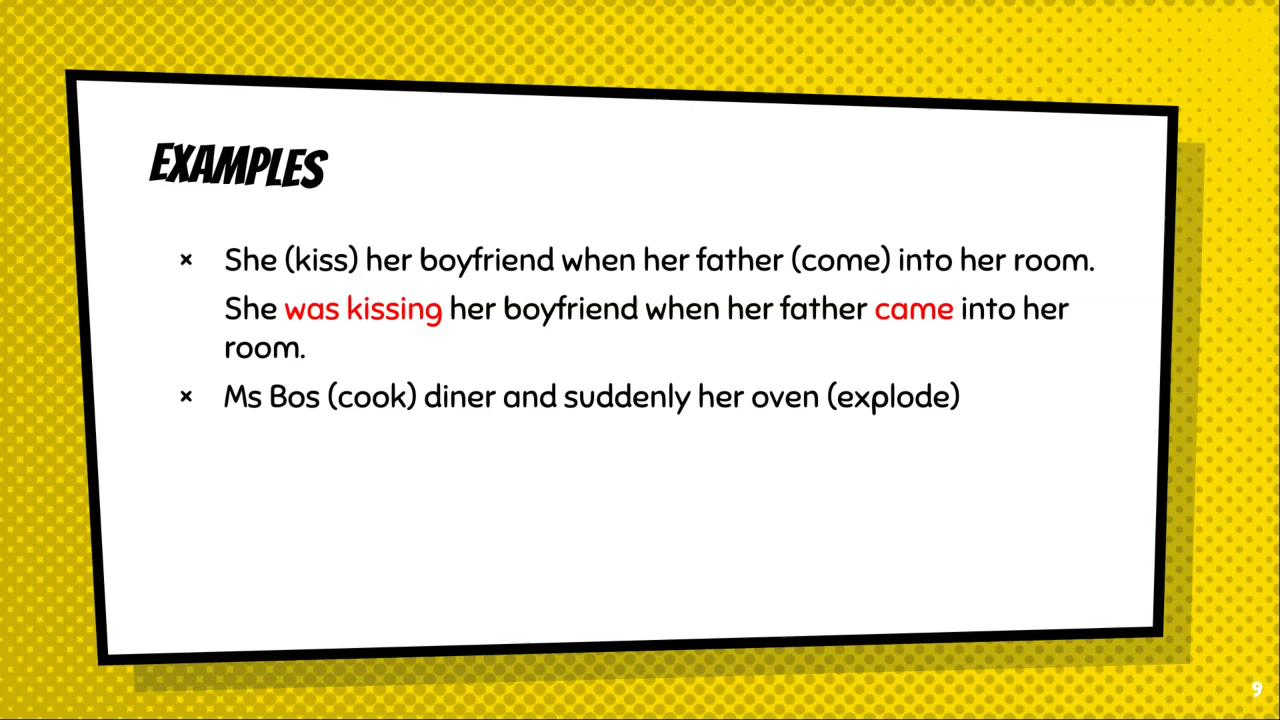 EXAMPLES
× She (kiss) her boyfriend when her father (come) into her room.
She was kissing her boyfriend when her father came into her
room.
× Ms Bos (cook) diner and suddenly her oven (explode)
9